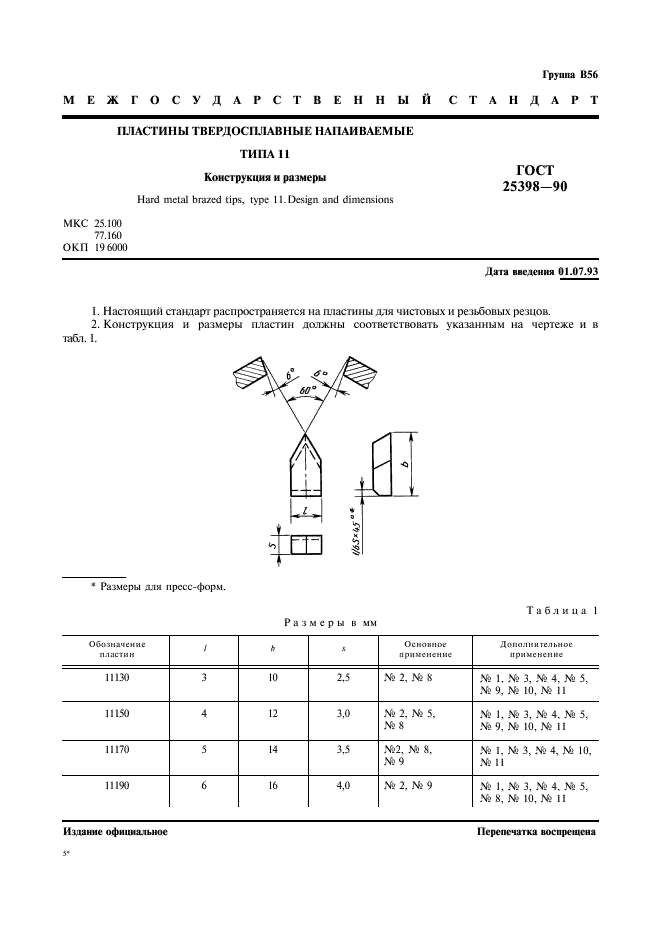 Группа В56
МЕЖГОСУДАРСТВЕННЫЙ СТАНДАРТ
ПЛАСТИНЫ ТВЕРДОСПЛАВНЫЕ НАПАИВАЕМЫЕ
ТИПА 11
Конструкция и размеры
Hard metal brazed tips, type 11. Design and dimensions
ГОСТ
25398—90
МКС 25.100
77.160
ОКП 19 6000
Дата введения 01.07.93
1. Настоящий стандарт распространяется на пластины для чистовых и резьбовых резцов.
2. Конструкция и размеры пластин должны соответствовать указанным на чертеже и в
табл. 1.
6° 6°
60°
b
l
1/6S×45°*
S
* Размеры для пресс-форм.
Таблица 1
Размеры в мм
Обозначение пластин l b s Основное применение Дополнительное применение
11130 3 10 2,5 № 2, № 8 № 1, № 3, № 4, № 5,
№ 9, № 10, № 11
11150 4 12 3,0 № 2, № 5, № 1, № 3, № 4, № 5,
№ 8 № 9, № 10, № 11
11170 5 14 3,5 №2, № 8, № 1, № 3, № 4, № 10,
№ 9 № 11
11190 6 16 4,0 № 2, № 9 № 1, № 3, № 4, № 5,
№ 8, № 10, № 11
Издание официальное Перепечатка воспрещена
5*